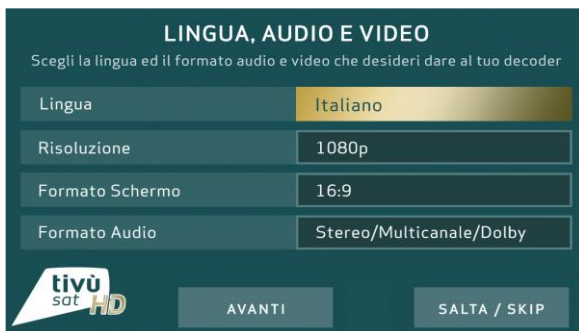 LINGUA, AUDIO E VIDEO
Scegli la lingua ed il formato audio e video che desideri dare al tuo decoder
Lingua Italiano
Risoluzione 1080p
Formato Schermo 16:9
Formato Audio Stereo/Multicanale/Dolby
tivù
sat HD
AVANTI SALTA / SKIP